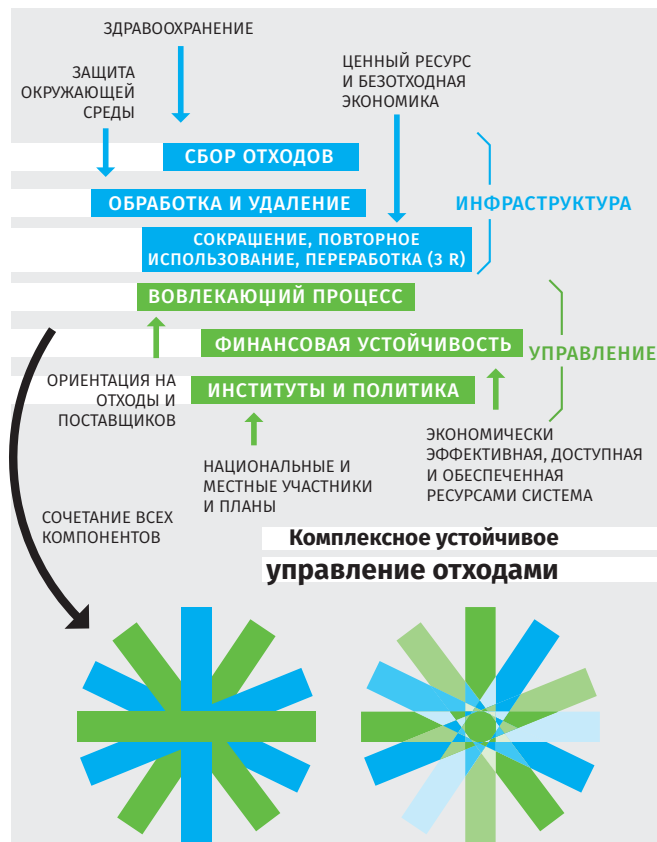 ЗДРАВООХРАНЕНИЕ
ЗАЩИТА
ОКРУЖАЮЩЕЙ
СРЕДЫ
ЦЕННЫЙ РЕСУРС
И БЕЗОТХОДНАЯ
ЭКОНОМИКА
СБОР ОТХОДОВ
ОБРАБОТКА И УДАЛЕНИЕ
СОКРАШЕНИЕ, ПОВТОРНОЕ
ИСПОЛЬЗОВАНИЕ, ПЕРЕРАБОТКА (3 R)
ИНФРАСТРУКТУРА
ВОВЛЕКАЮШИЙ ПРОЦЕСС
ФИНАНСОВАЯ УСТОЙЧИВОСТЬ
ИНСТИТУТЫ И ПОЛИТИКА
УПРАВЛЕНИЕ
ОРИЕНТАЦИЯ НА
ОТХОДЫ И
ПОСТАВЩИКОВ
НАЦИОНАЛЬНЫЕ И
МЕСТНЫЕ УЧАСТНИКИ
И ПЛАНЫ
ЭКОНОМИЧЕСКИ
ЭФФЕКТИВНАЯ, ДОСТУПНАЯ
И ОБЕСПЕЧЕННАЯ
РЕСУРСАМИ СИСТЕМА
СОЧЕТАНИЕ ВСЕХ
КОМПОНЕНТОВ
Комплексное устойчивое
управление отходами